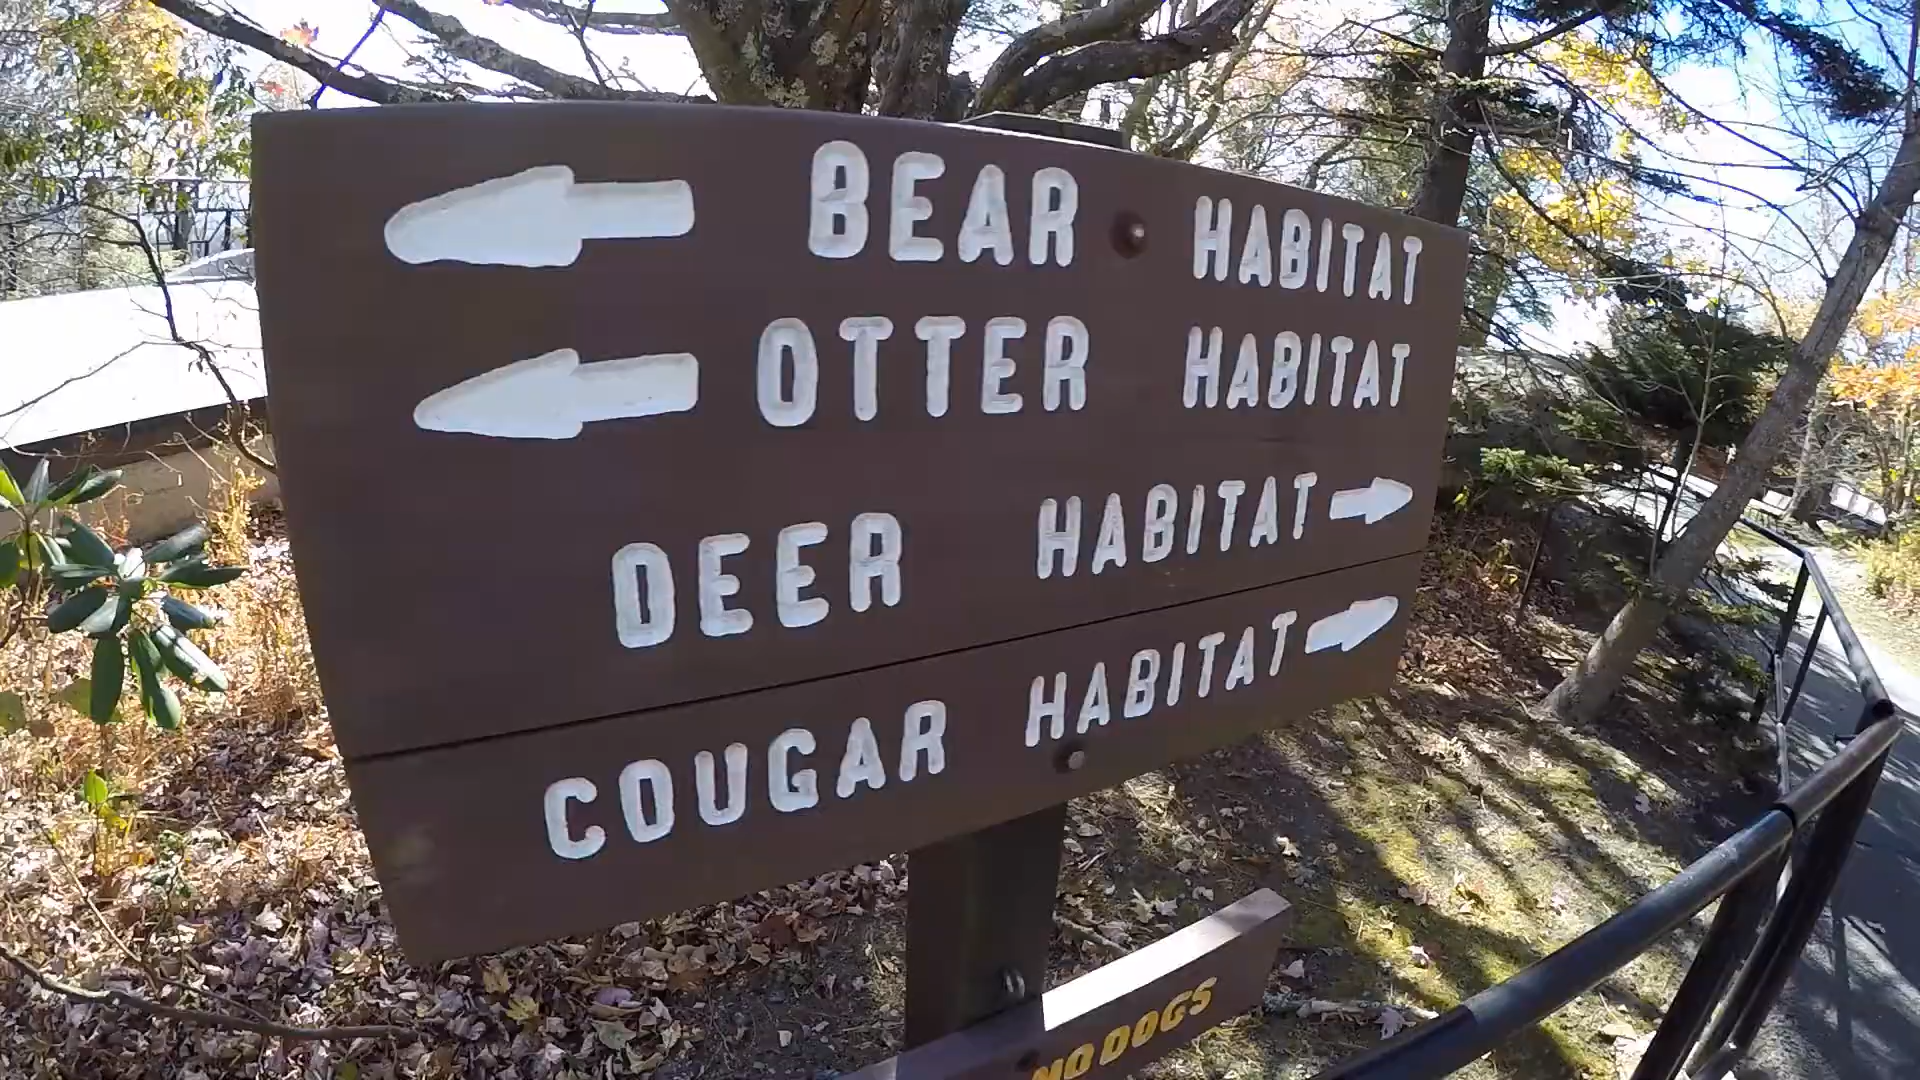 BEAR HABITAT
OTTER HABITAT
DEER HABITAT
COUGAR HABITAT
NO DOGS